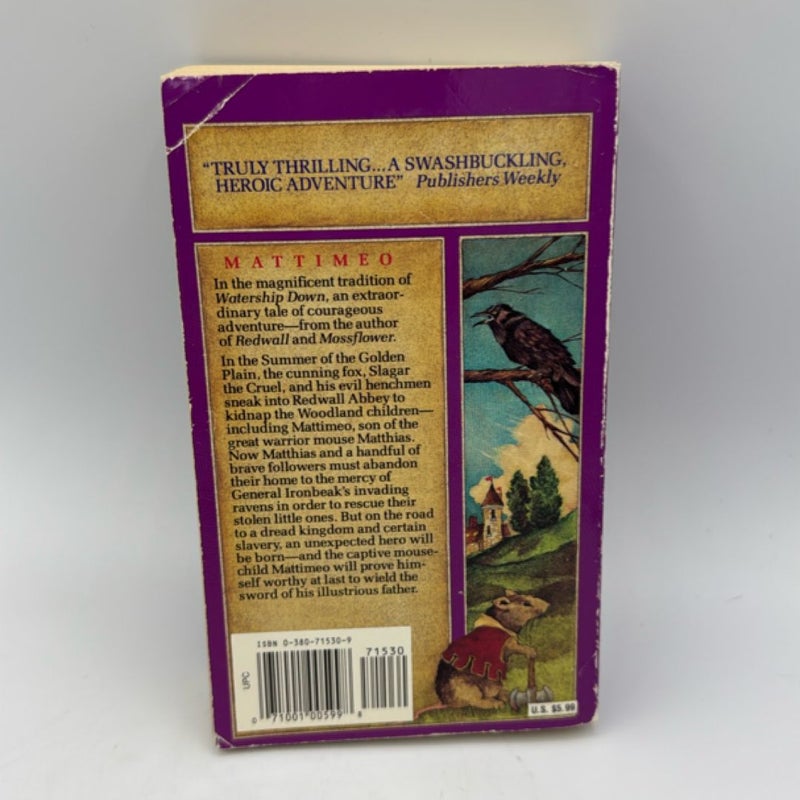 "TRULY THRILLING...A SWASHBUCKLING,
HEROIC ADVENTURE" Publishers Weekly
MATTIMEO
In the magnificent tradition of
Watership Down, an extraor-
dinary tale of courageous
adventure—from the author
of Redwall and Mossflower.
In the Summer of the Golden
Plain, the cunning fox, Slagar
the Cruel, and his evil henchmen
sneak into Redwall Abbey to
kidnap the Woodland children—
including Mattimeo, son of the
great warrior mouse Matthias.
Now Matthias and a handful of
brave followers must abandon
their home to the mercy of
General Ironbeak's invading
ravens in order to rescue their
stolen little ones. But on the road
to a dread kingdom and certain
slavery, an unexpected hero will
be born—and the captive mouse-
child Mattimeo will prove him-
self worthy at last to wield the
sword of his illustrious father.
ISBN 0-380-71530-9
71530
UPC
0 71001 00599 8
U.S. $5.99